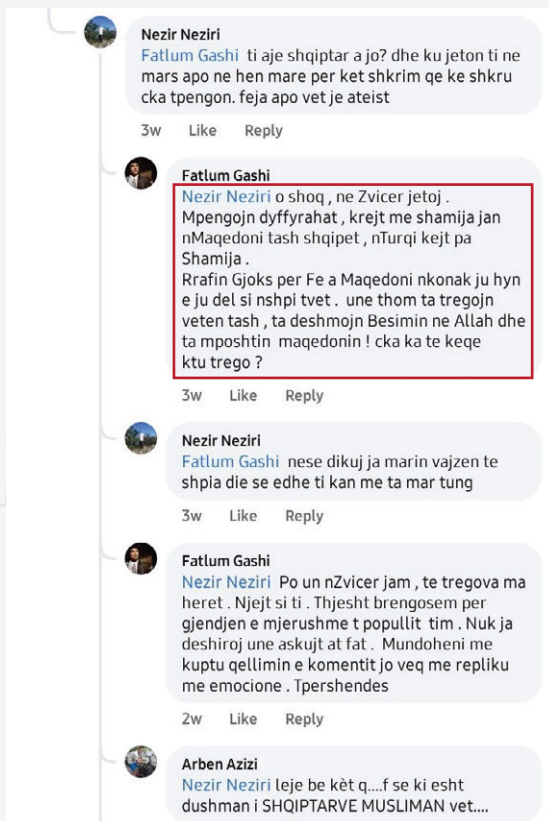 Nezir Neziri
Fatlum Gashi ti aje shqiptar a jo? dhe ku jeton ti ne
mars apo ne hen mare per ket shkrim qe ke shkru
cka tpengon. feja apo vet je ateist
3w Like Reply
Fatlum Gashi
Nezir Neziri o shoq , ne Zvicer jetoj .
Mpengojn dyffyrahat , krejt me shamija jan
nMaqedoni tash shqipet , nTurqi kejt pa
Shamija .
Rrafin Gjoks per Fe a Maqedoni nkonak ju hyn
e ju del si nshpi tvet . une thom ta tregojn
veten tash , ta deshmojn Besimin ne Allah dhe
ta mposhtin maqedonin ! cka ka te keqe
ktu trego ?
3w Like Reply
Nezir Neziri
Fatlum Gashi nese dikuj ja marin vajzen te
shpia die se edhe ti kan me ta mar tung
3w Like Reply
Fatlum Gashi
Nezir Neziri Po un nZvicer jam , te tregova ma
heret . Njejt si ti . Thjesht brengosem per
gjendjen e mjerushme t popullit tim . Nuk ja
deshiroj une askujt at fat . Mundoheni me
kuptu qellimin e komentit jo veq me repliku
me emocione . Tpershendes
2w Like Reply
Arben Azizi
Nezir Neziri leje be kèt q....f se ki esht
dushman i SHQIPTARVE MUSLIMAN vet....